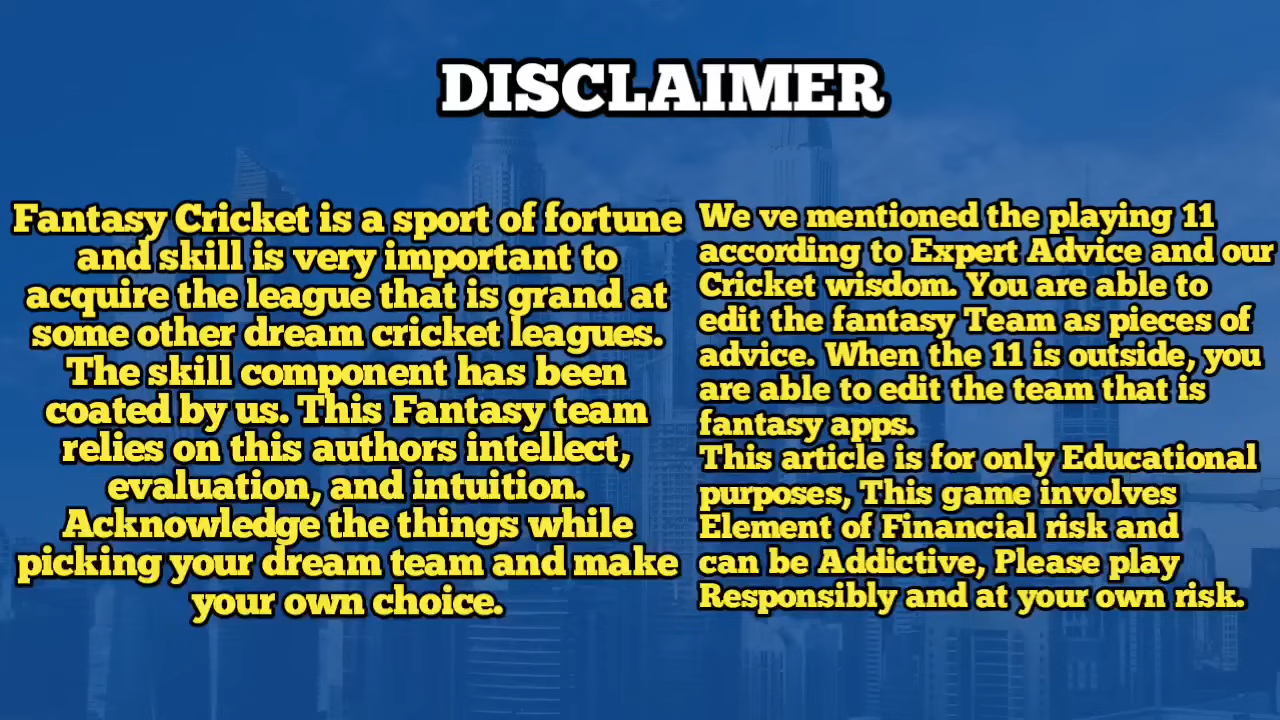 DISCLAIMER
Fantasy Cricket is a sport of fortune
and skill is very important to
acquire the league that is grand at
some other dream cricket leagues.
The skill component has been
coated by us. This Fantasy team
relies on this authors intellect,
evaluation, and intuition.
Acknowledge the things while
picking your dream team and make
your own choice.
We ve mentioned the playing 11
according to Expert Advice and our
Cricket wisdom. You are able to
edit the fantasy Team as pieces of
advice. When the 11 is outside, you
are able to edit the team that is
fantasy apps.
This article is for only Educational
purposes, This game involves
Element of Financial risk and
can be Addictive, Please play
Responsibly and at your own risk.